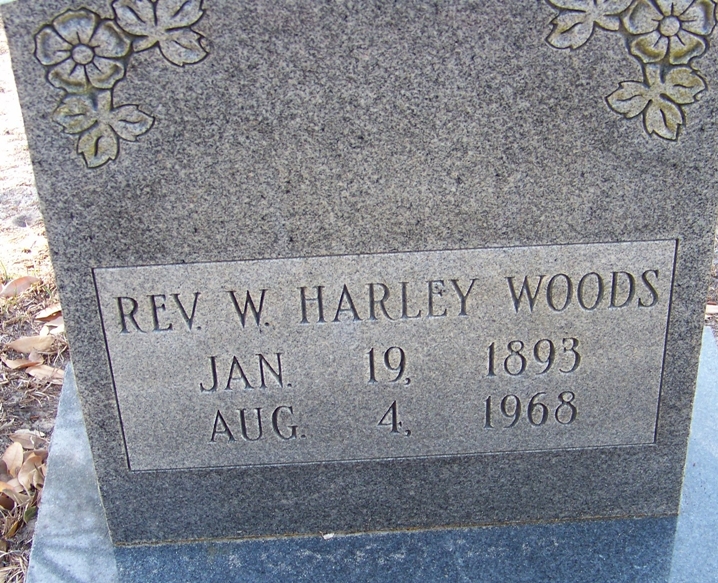 REV. W. HARLEY WOODS
JAN. 19, 1893
AUG. 4, 1968